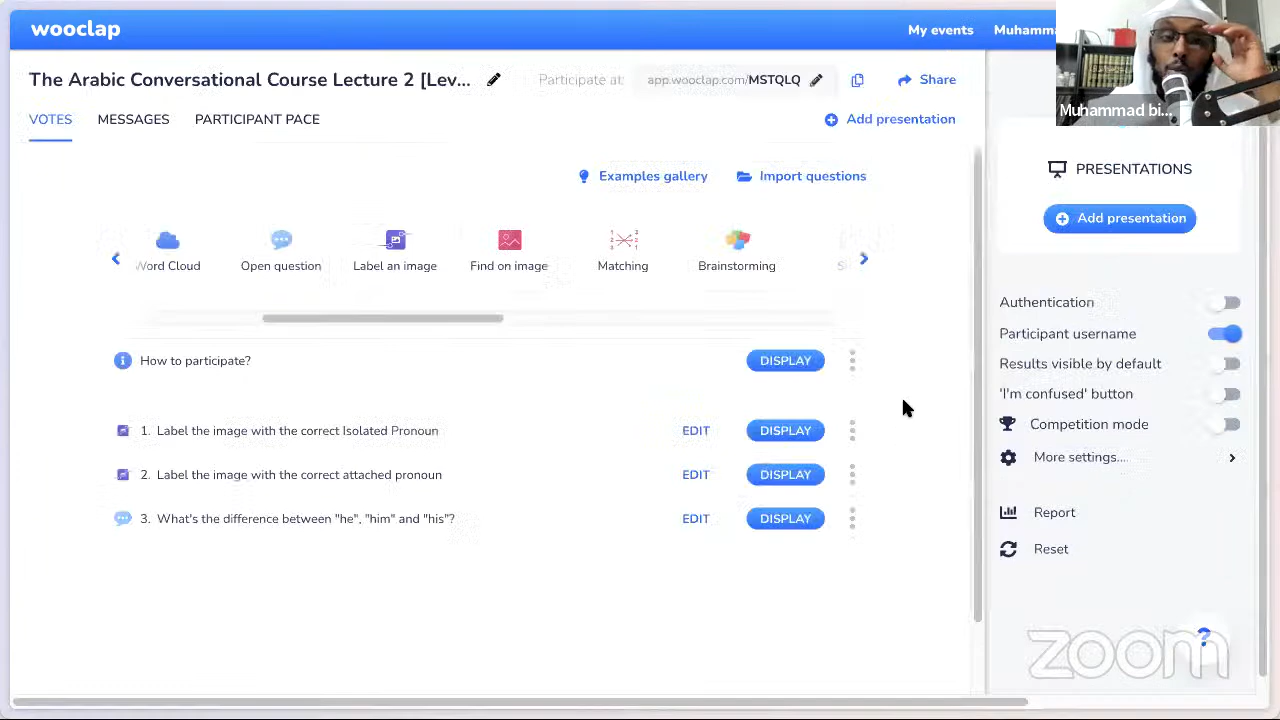 wooclap
My events
Muhamma
The Arabic Conversational Course Lecture 2 [Lev...
Participate at:
app.wooclap.com/MSTQLQ
Share
Muhammad bi...
VOTES
MESSAGES
PARTICIPANT PACE
Add presentation
Examples gallery
Import questions
PRESENTATIONS
Add presentation
Word Cloud
Open question
Label an image
Find on image
Matching
Brainstorming
Authentication
Participant username
How to participate?
DISPLAY
Results visible by default
'I'm confused' button
1. Label the image with the correct Isolated Pronoun
EDIT
DISPLAY
Competition mode
More settings...
2. Label the image with the correct attached pronoun
EDIT
DISPLAY
3. What's the difference between "he", "him" and "his"?
EDIT
DISPLAY
Report
Reset
zoom
?